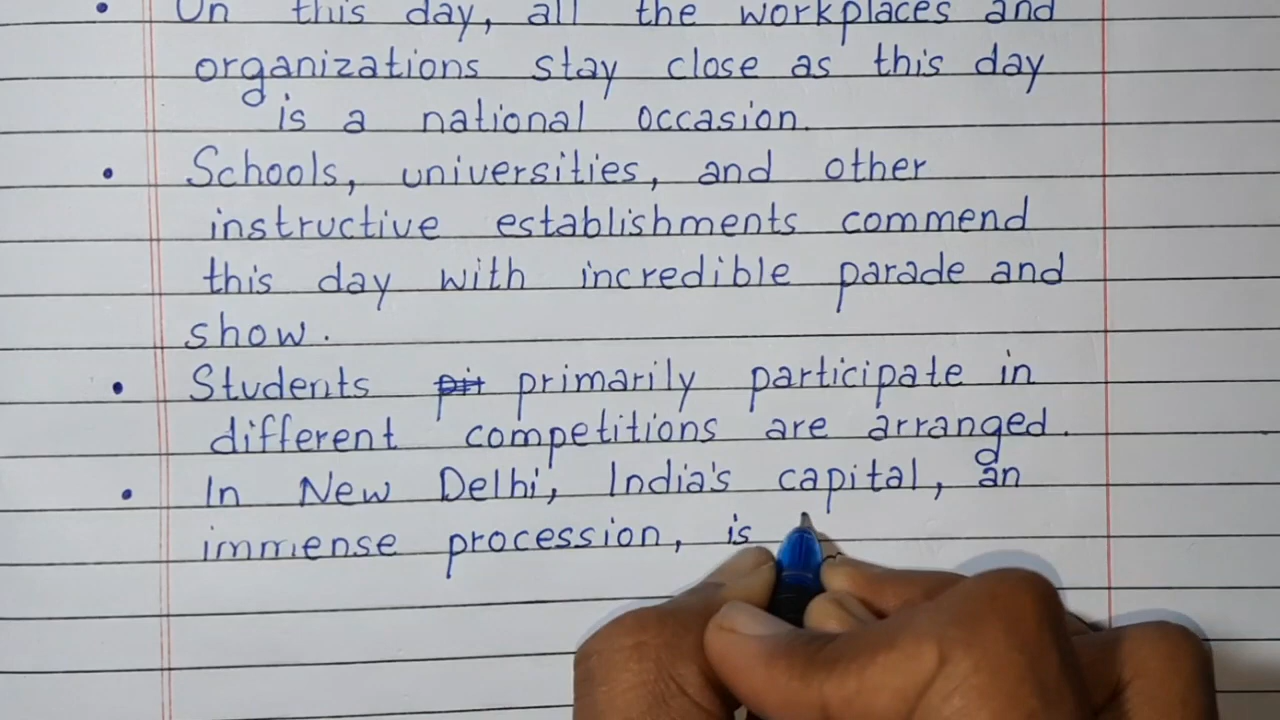 • On this day, all the workplaces and
organizations stay close as this day
is a national occasion.
• Schools, universities, and other
instructive establishments commend
this day with incredible parade and
show.
• Students primarily participate in
different competitions are arranged.
• In New Delhi, India's capital, an
immense procession, is